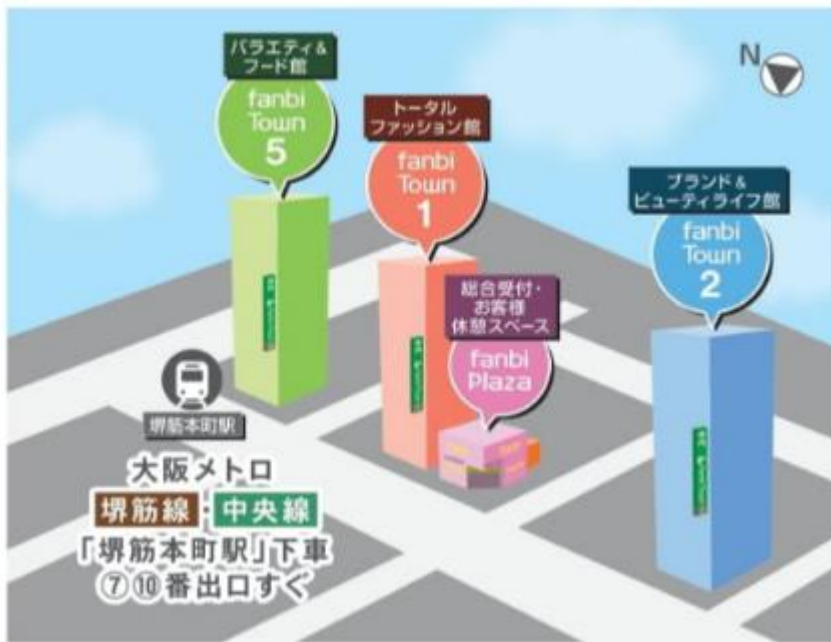 バラエティ&
フード館
fanbi
Town
5
トータル
ファッション館
fanbi
Town
1
総合受付・
お客様
休憩スペース
fanbi
Plaza
ブランド&
ビューティライフ館
fanbi
Town
2
N
堺筋本町駅
大阪メトロ
堺筋線・中央線
「堺筋本町駅」下車
⑦⑩番出口すぐ